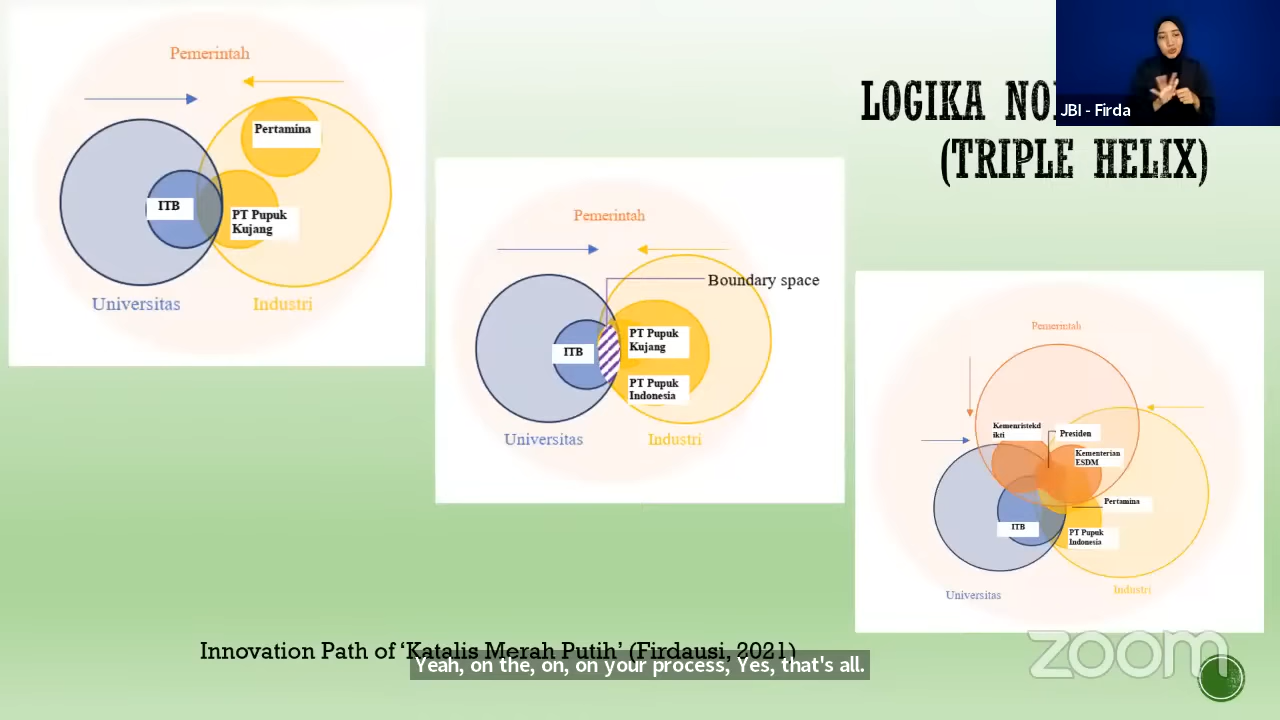 Pemerintah
Pertamina
ITB
PT Pupuk
Kujang
Universitas
Industri
Pemerintah
Boundary space
ITB
PT Pupuk
Kujang
PT Pupuk
Indonesia
Universitas
Industri
LOGIKA
(TRIPLE HELIX)
JBI - Firda
Pemerintah
Kemenristekd
ikti
Presiden
Kementerian
ESDM
Pertamina
ITB
PT Pupuk
Indonesia
Universitas
Industri
Innovation Path of ‘Katalis Merah Putih’ (Firdausi, 2021)
Yeah, on the, on, on your process, Yes, that's all.
zoom